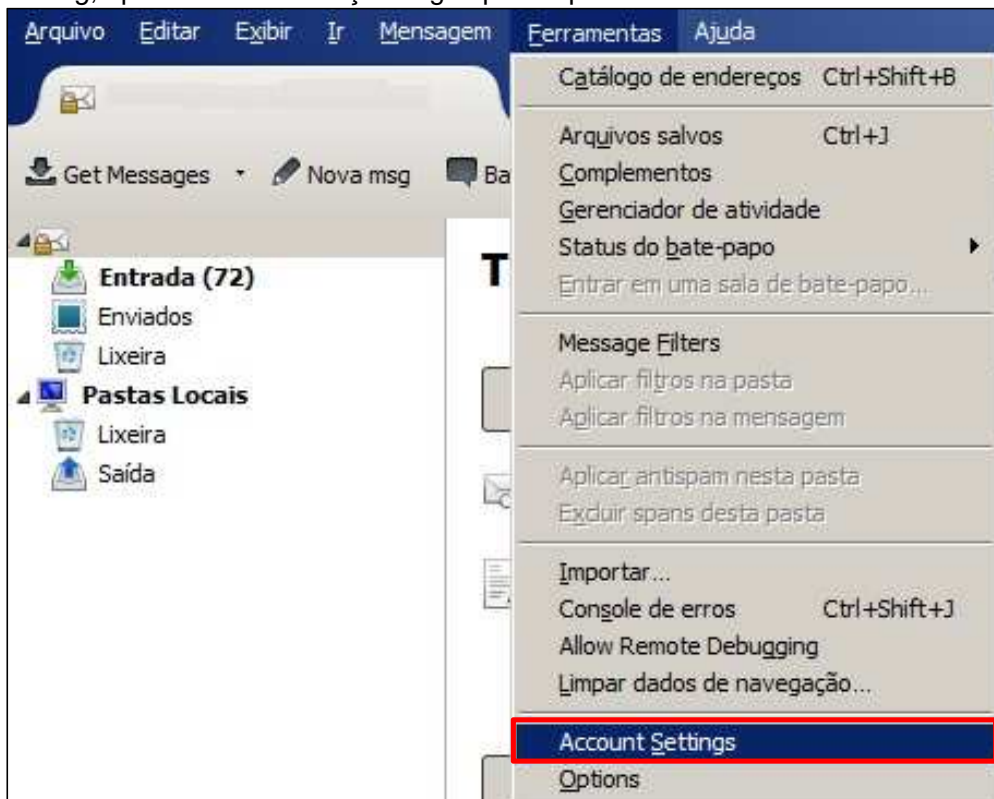 Arquivo Editar Exibir Ir Mensagem Ferramentas Ajuda
Get Messages Nova msg Ba
Entrada (72)
Enviados
Lixeira
Pastas Locais
Lixeira
Saída
T
Catálogo de endereços Ctrl+Shift+B
Arquivos salvos Ctrl+J
Complementos
Gerenciador de atividade
Status do bate-papo
Entrar em uma sala de bate-papo...
Message Filters
Aplicar filtros na pasta
Aplicar filtros na mensagem
Aplicar antispam nesta pasta
Excluir spans desta pasta
Importar...
Console de erros Ctrl+Shift+J
Allow Remote Debugging
Limpar dados de navegação...
Account Settings
Options